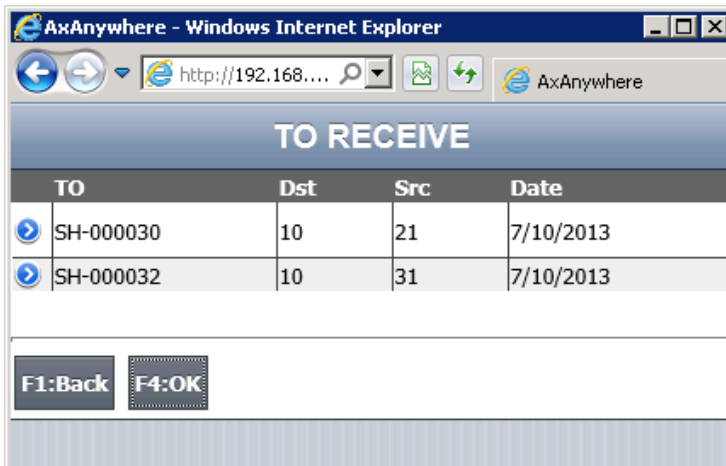 AxAnywhere - Windows Internet Explorer
http://192.168.... AxAnywhere
TO RECEIVE
TO Dst Src Date
SH-000030 10 21 7/10/2013
SH-000032 10 31 7/10/2013
F1:Back F4:OK